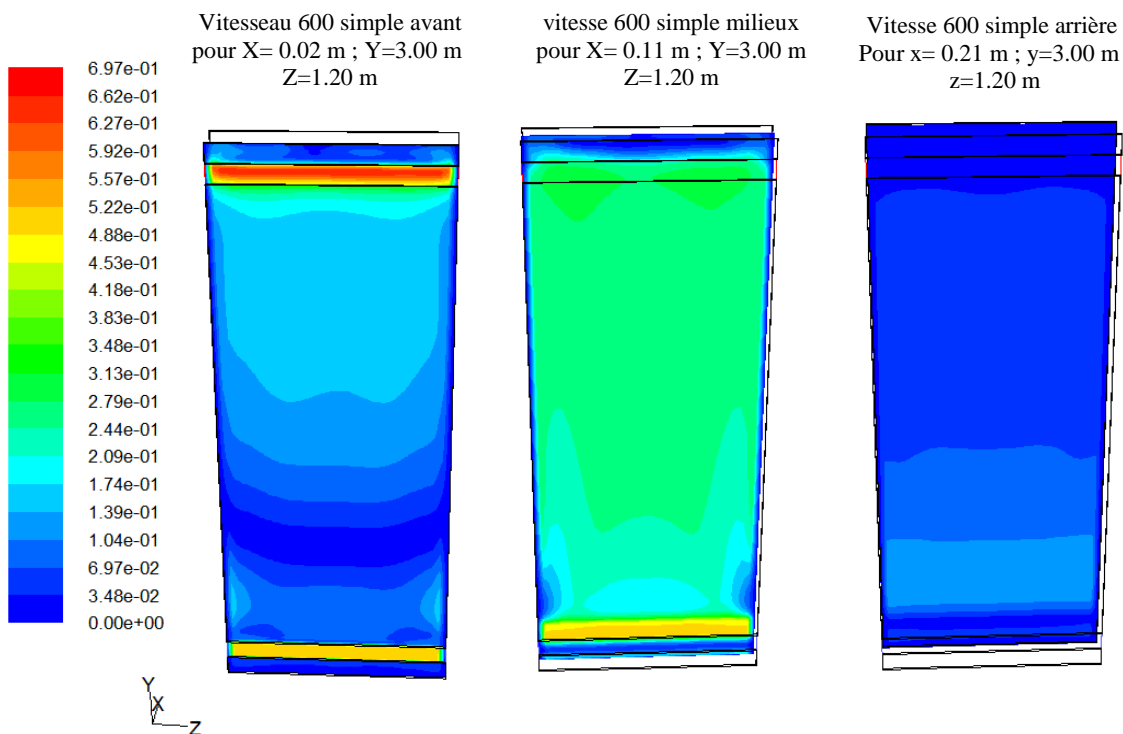 Vitesseau 600 simple avant
pour X= 0.02 m ; Y=3.00 m
Z=1.20 m
vitesse 600 simple milieux
pour X= 0.11 m ; Y=3.00 m
Z=1.20 m
Vitesse 600 simple arrière
Pour x= 0.21 m ; y=3.00 m
z=1.20 m
6.97e-01
6.62e-01
6.27e-01
5.92e-01
5.57e-01
5.22e-01
4.88e-01
4.53e-01
4.18e-01
3.83e-01
3.48e-01
3.13e-01
2.79e-01
2.44e-01
2.09e-01
1.74e-01
1.39e-01
1.04e-01
6.97e-02
3.48e-02
0.00e+00
Y
X
Z